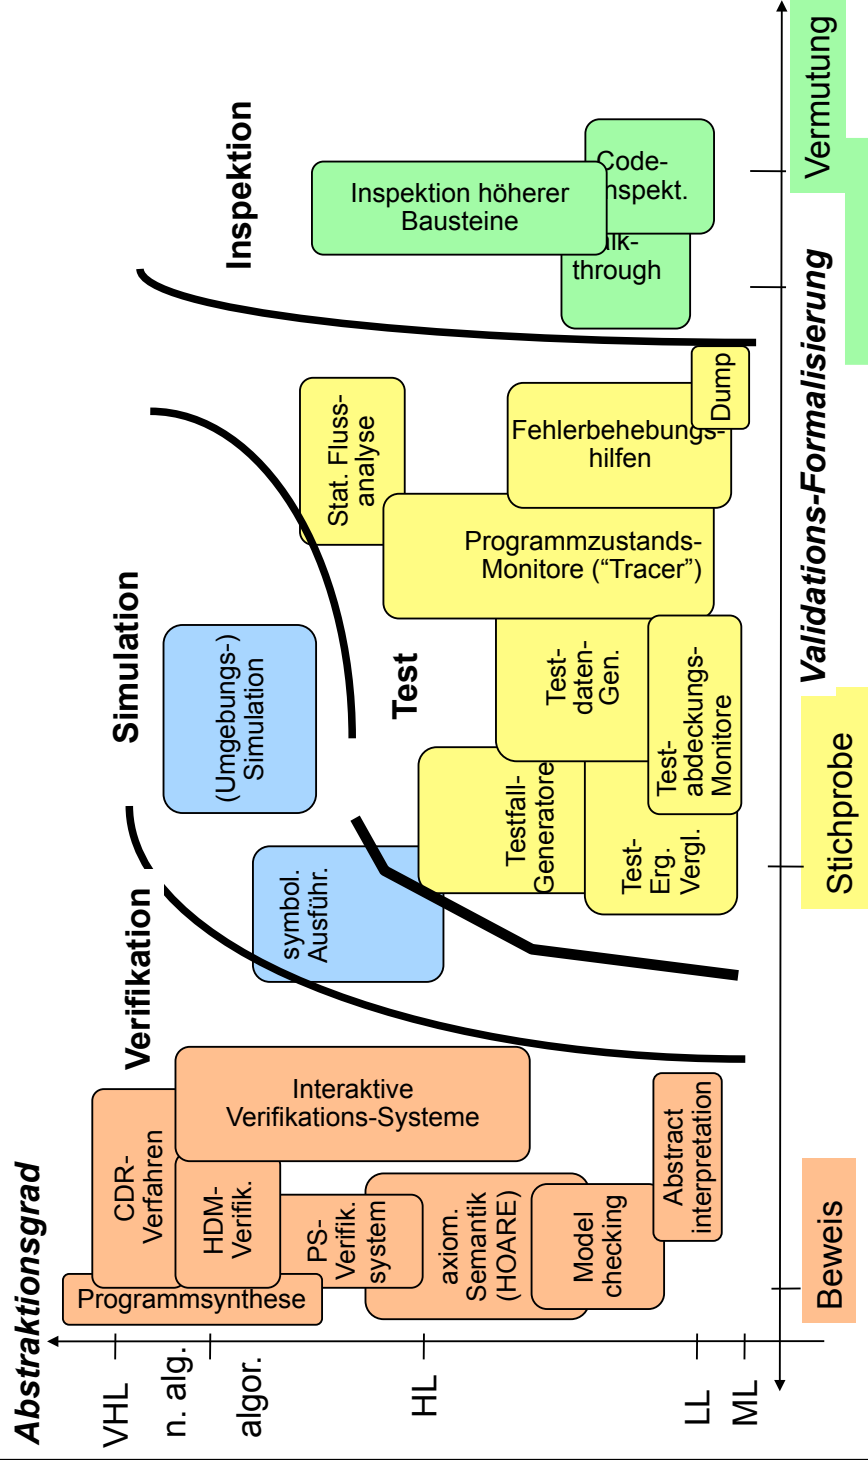 Abstraktionsgrad
VHL
n. alg.
algor.
HL
LL
ML
Verifikation
Simulation
Test
Inspektion
Programmsynthese
CDR-
Verfahren
HDM-
Verifik.
PS-
Verifik.
system
axiom.
Semantik
(HOARE)
Model
checking
Interaktive
Verifikations-Systeme
Abstract
interpretation
symbol.
Ausführ.
(Umgebungs-)
Simulation
Testfall-
Generatoren
Test-
Erg.
Vergl.
Test-
daten-
Gen.
Test-
abdeckungs-
Monitore
Programmzustands-
Monitore (“Tracer”)
Stat. Fluss-
analyse
Fehlerbehebungs-
hilfen
Dump
Inspektion höherer
Bausteine
Code-
nspekt.
lk-
through
Beweis
Stichprobe
Validations-Formalisierung
Vermutung